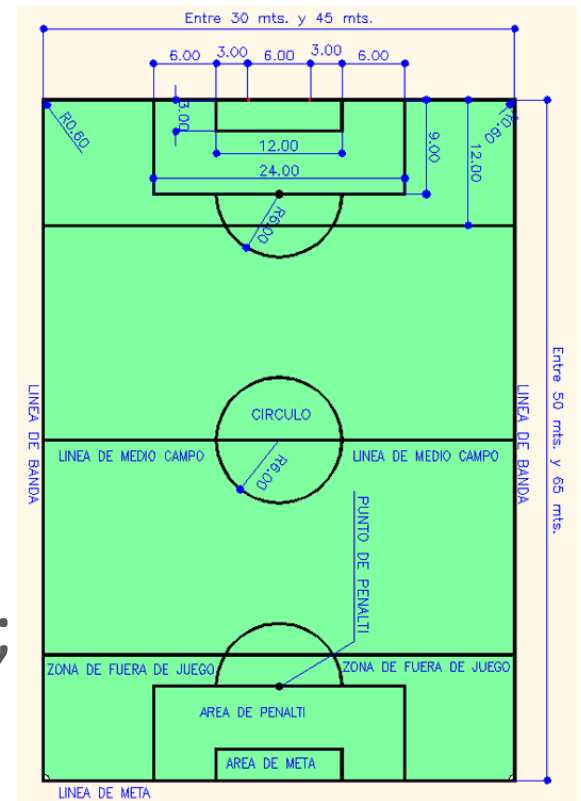 Entre 30 mts. y 45 mts.
6.00 3.00 6.00 3.00 6.00
3.00
R0.60
R0.60
9.00
12.00
12.00
24.00
R6.00
Entre 50 mts. y 65 mts.
CIRCULO
LINEA DE BANDA
LINEA DE BANDA
LINEA DE MEDIO CAMPO
LINEA DE MEDIO CAMPO
R6.00
PUNTO DE PENALTI
ZONA DE FUERA DE JUEGO
ZONA DE FUERA DE JUEGO
AREA DE PENALTI
AREA DE META
LINEA DE META